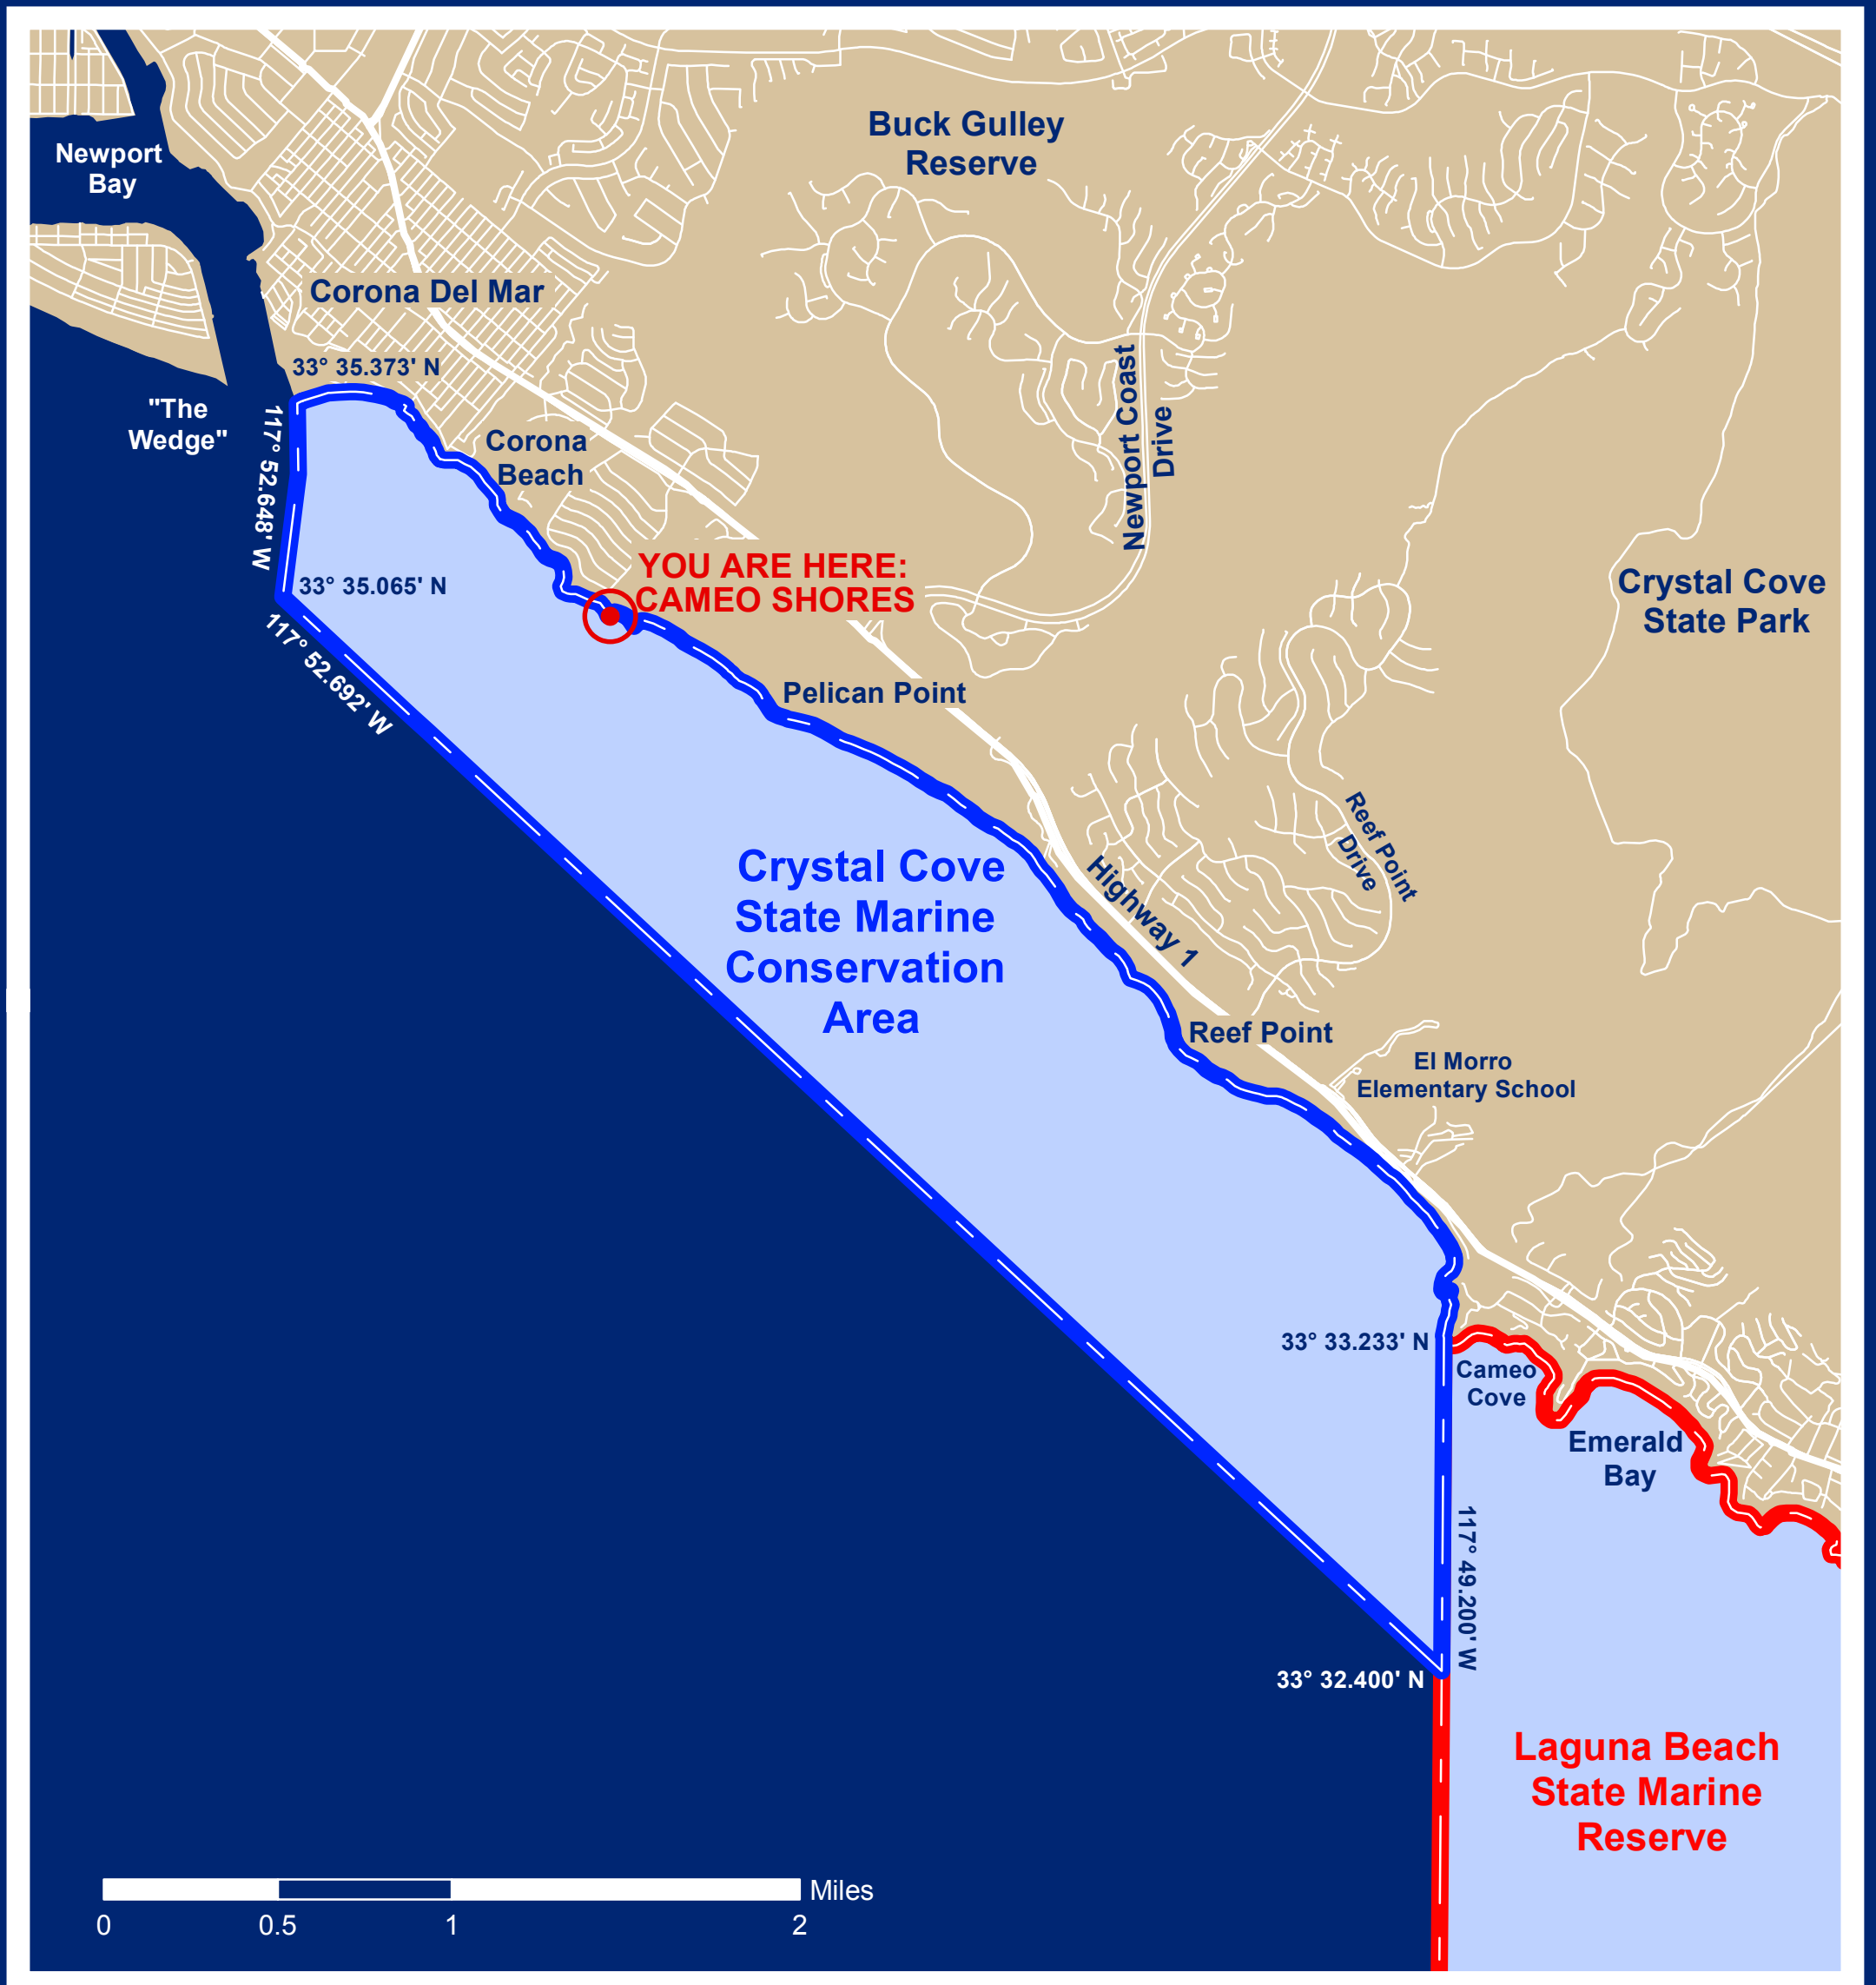 Buck Gulley
Reserve
Newport
Bay
Corona Del Mar
33° 35.373' N
"The
Wedge"
117° 52.648' W
Corona
Beach
Newport Coast
Drive
YOU ARE HERE:
CAMEO SHORES
33° 35.065' N
117° 52.692' W
Crystal Cove
State Park
Pelican Point
Reef Point
Drive
Crystal Cove
State Marine
Conservation
Area
Highway 1
Reef Point
El Morro
Elementary School
33° 33.233' N
Cameo
Cove
Emerald
Bay
117° 49.200' W
33° 32.400' N
Laguna Beach
State Marine
Reserve
Miles
0 0.5 1 2